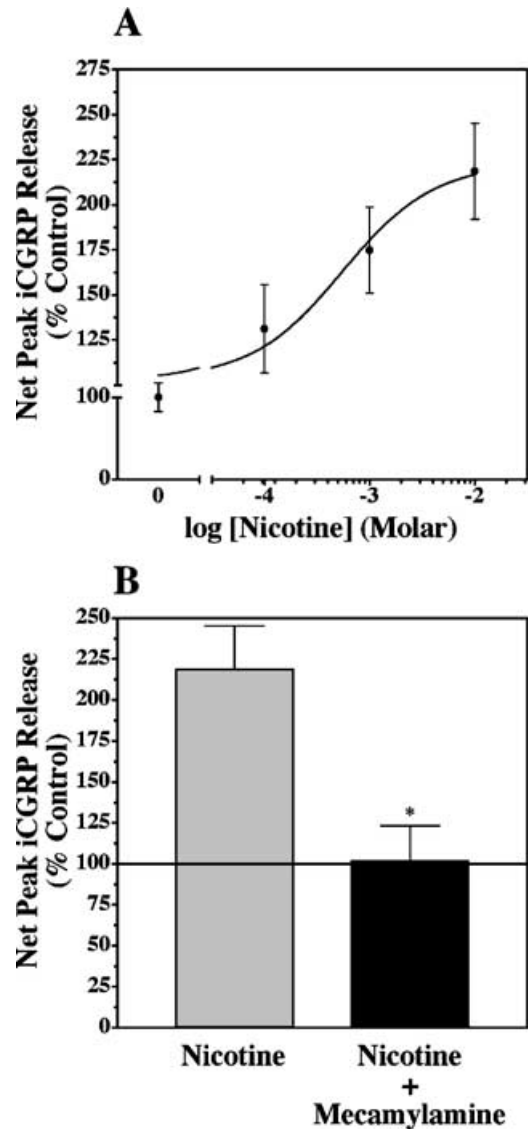 A
Net Peak iCGRP Release
(% Control)
275
250
225
200
175
150
125
100
0
0
-4
-3
-2
log [Nicotine] (Molar)
B
Net Peak iCGRP Release
(% Control)
250
225
200
175
150
125
100
75
50
25
0
*
Nicotine
Nicotine
+
Mecamylamine